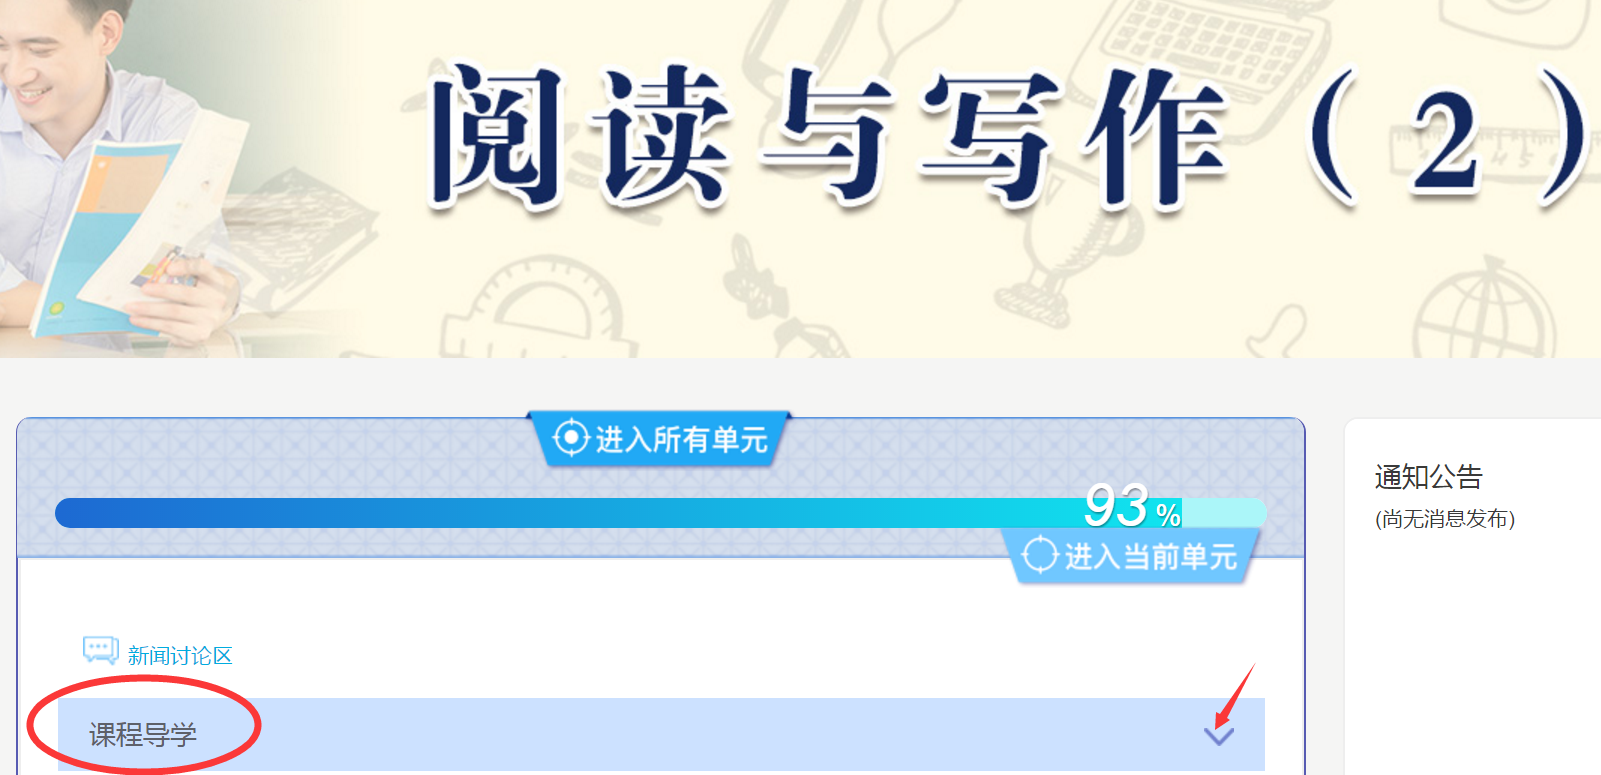 阅读与写作（2）
进入所有单元
93 %
进入当前单元
新闻讨论区
课程导学
通知公告
(尚无消息发布)